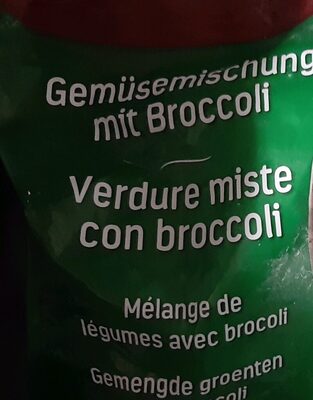 Gemüsemischung
mit Broccoli
Verdure miste
con broccoli
Mélange de
légumes avec brocoli
Gemengde groenten